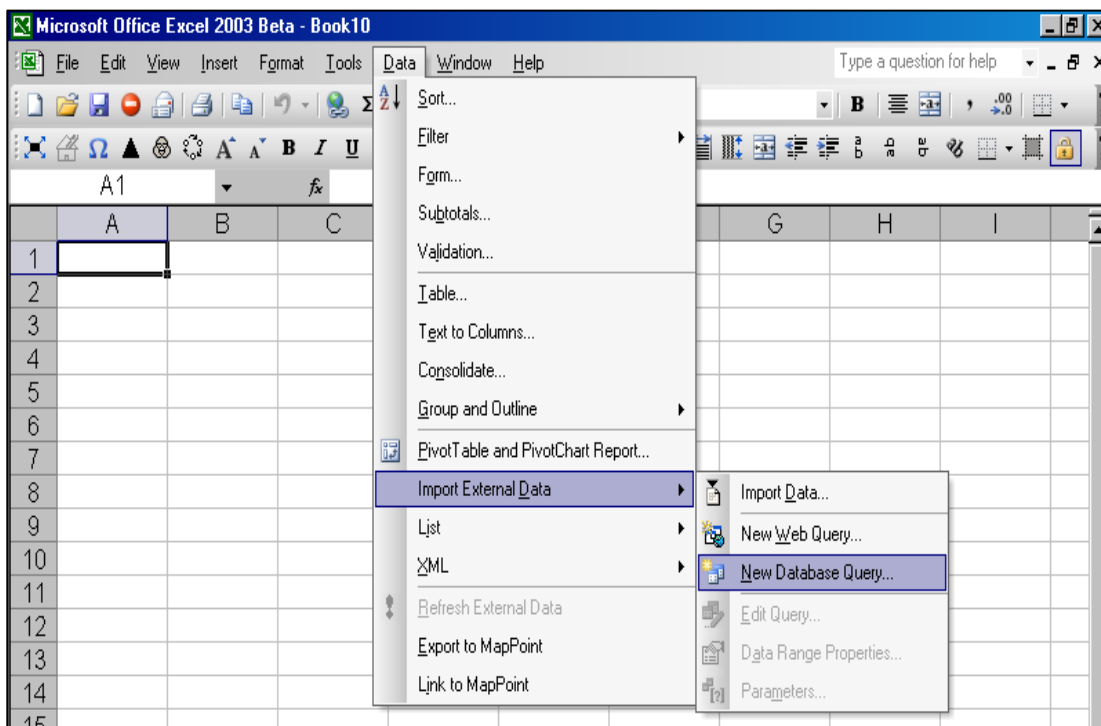 Microsoft Office Excel 2003 Beta - Book10
File Edit View Insert Format Tools Data Window Help Type a question for help
Σ B , .00 →.0
Ω A A B I U
A1 fx
A B C G H I
1
2
3
4
5
6
7
8
9
10
11
12
13
14
15
Sort...
Filter
Form...
Subtotals...
Validation...
Table...
Text to Columns...
Consolidate...
Group and Outline
PivotTable and PivotChart Report...
Import External Data
List
XML
Refresh External Data
Export to MapPoint
Link to MapPoint
Import Data...
New Web Query...
New Database Query...
Edit Query...
Data Range Properties...
Parameters...